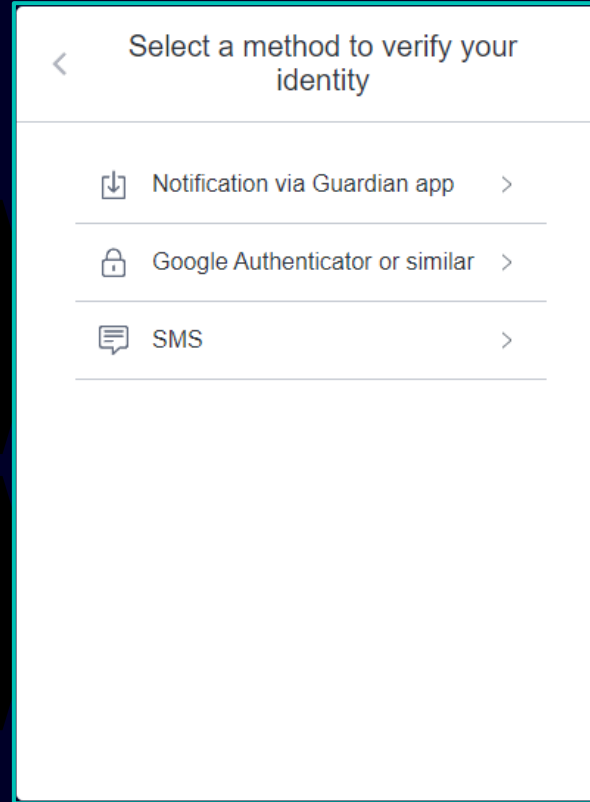 Select a method to verify your
identity
Notification via Guardian app
Google Authenticator or similar
SMS